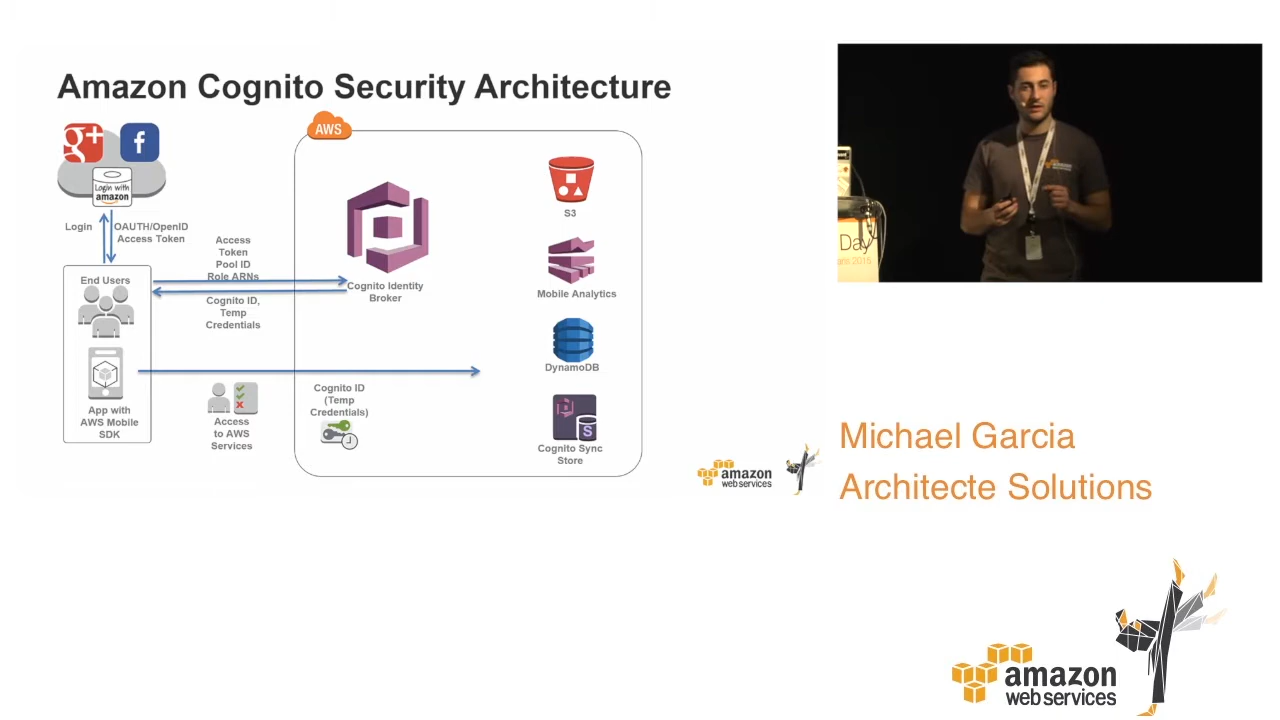 Amazon Cognito Security Architecture
g+
f
Login with
amazon
Login
OAUTH/OpenID
Access Token
End Users
App with
AWS Mobile
SDK
Access
Token
Pool ID
Role ARNs
Cognito ID,
Temp
Credentials
Access
to AWS
Services
AWS
Cognito Identity
Broker
Cognito ID
(Temp
Credentials)
S3
Mobile Analytics
DynamoDB
S
Cognito Sync
Store
amazon
web services
Day
2015
Michael Garcia
Architecte Solutions
amazon
web services